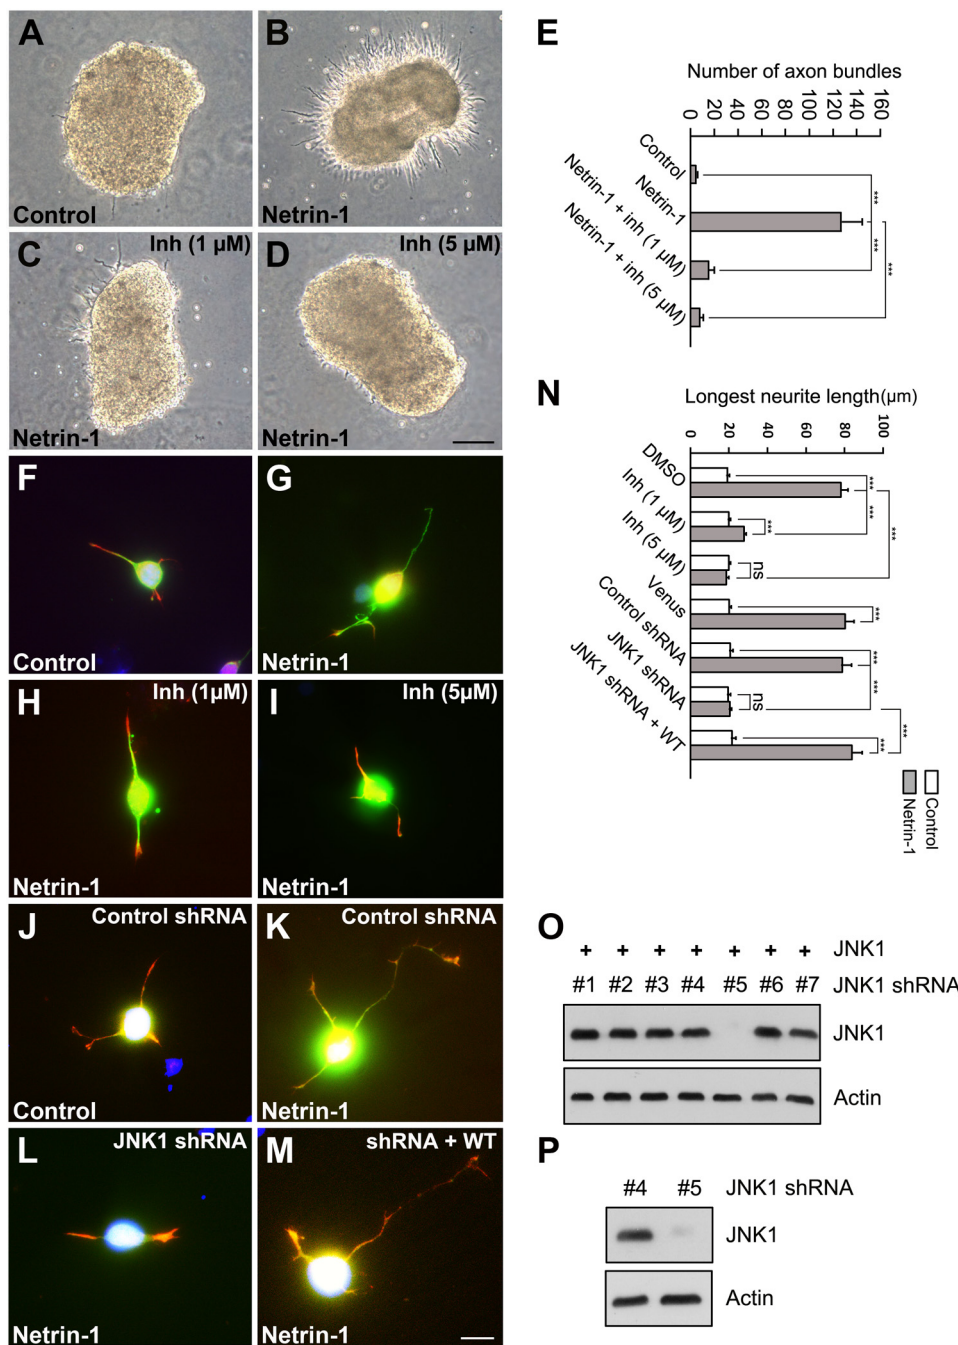 A
Control
B
Netrin-1
C
Inh (1 µM)
Netrin-1
D
Inh (5 µM)
Netrin-1
E
Number of axon bundles
0
20
40
60
80
100
120
140
160
Control
Netrin-1
Netrin-1 + inh (1 µM)
Netrin-1 + inh (5 µM)
***
***
***
F
Control
G
Netrin-1
H
Inh (1µM)
Netrin-1
I
Inh (5µM)
Netrin-1
J
Control shRNA
Control
K
Control shRNA
Netrin-1
L
JNK1 shRNA
Netrin-1
M
shRNA + WT
Netrin-1
N
Longest neurite length(µm)
0
20
40
60
80
100
DMSO
Inh (1 µM)
Inh (5 µM)
Venus
Control shRNA
JNK1 shRNA
JNK1 shRNA + WT
***
***
***
***
ns
***
***
***
ns
***
***
Control
Netrin-1
O
+ + + + + + + JNK1
#1 #2 #3 #4 #5 #6 #7 JNK1 shRNA
JNK1
Actin
P
#4 #5 JNK1 shRNA
JNK1
Actin